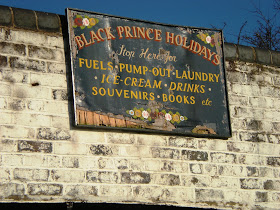 BLACK PRINCE HOLIDAYS
Stop Here for
FUELS · PUMP-OUT · LAUNDRY
· ICE-CREAM · DRINKS ·
SOUVENIRS · BOOKS etc